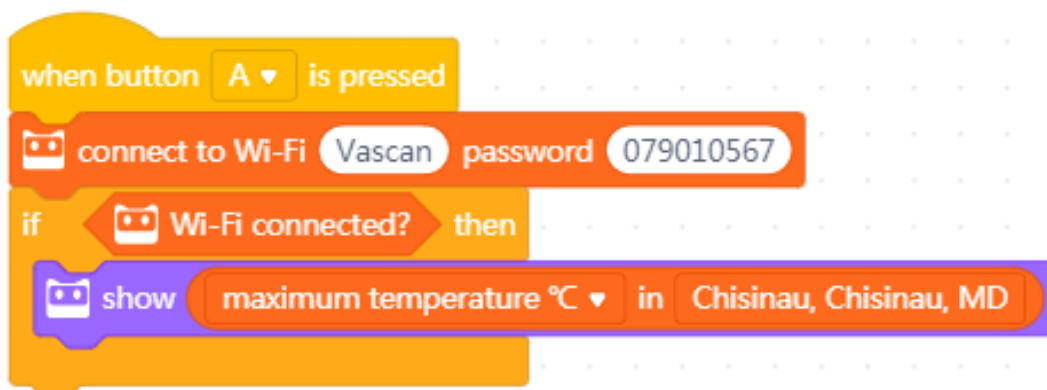 when button A is pressed
connect to Wi-Fi Vascan password 079010567
if Wi-Fi connected? then
show maximum temperature ℃ in Chisinau, Chisinau, MD